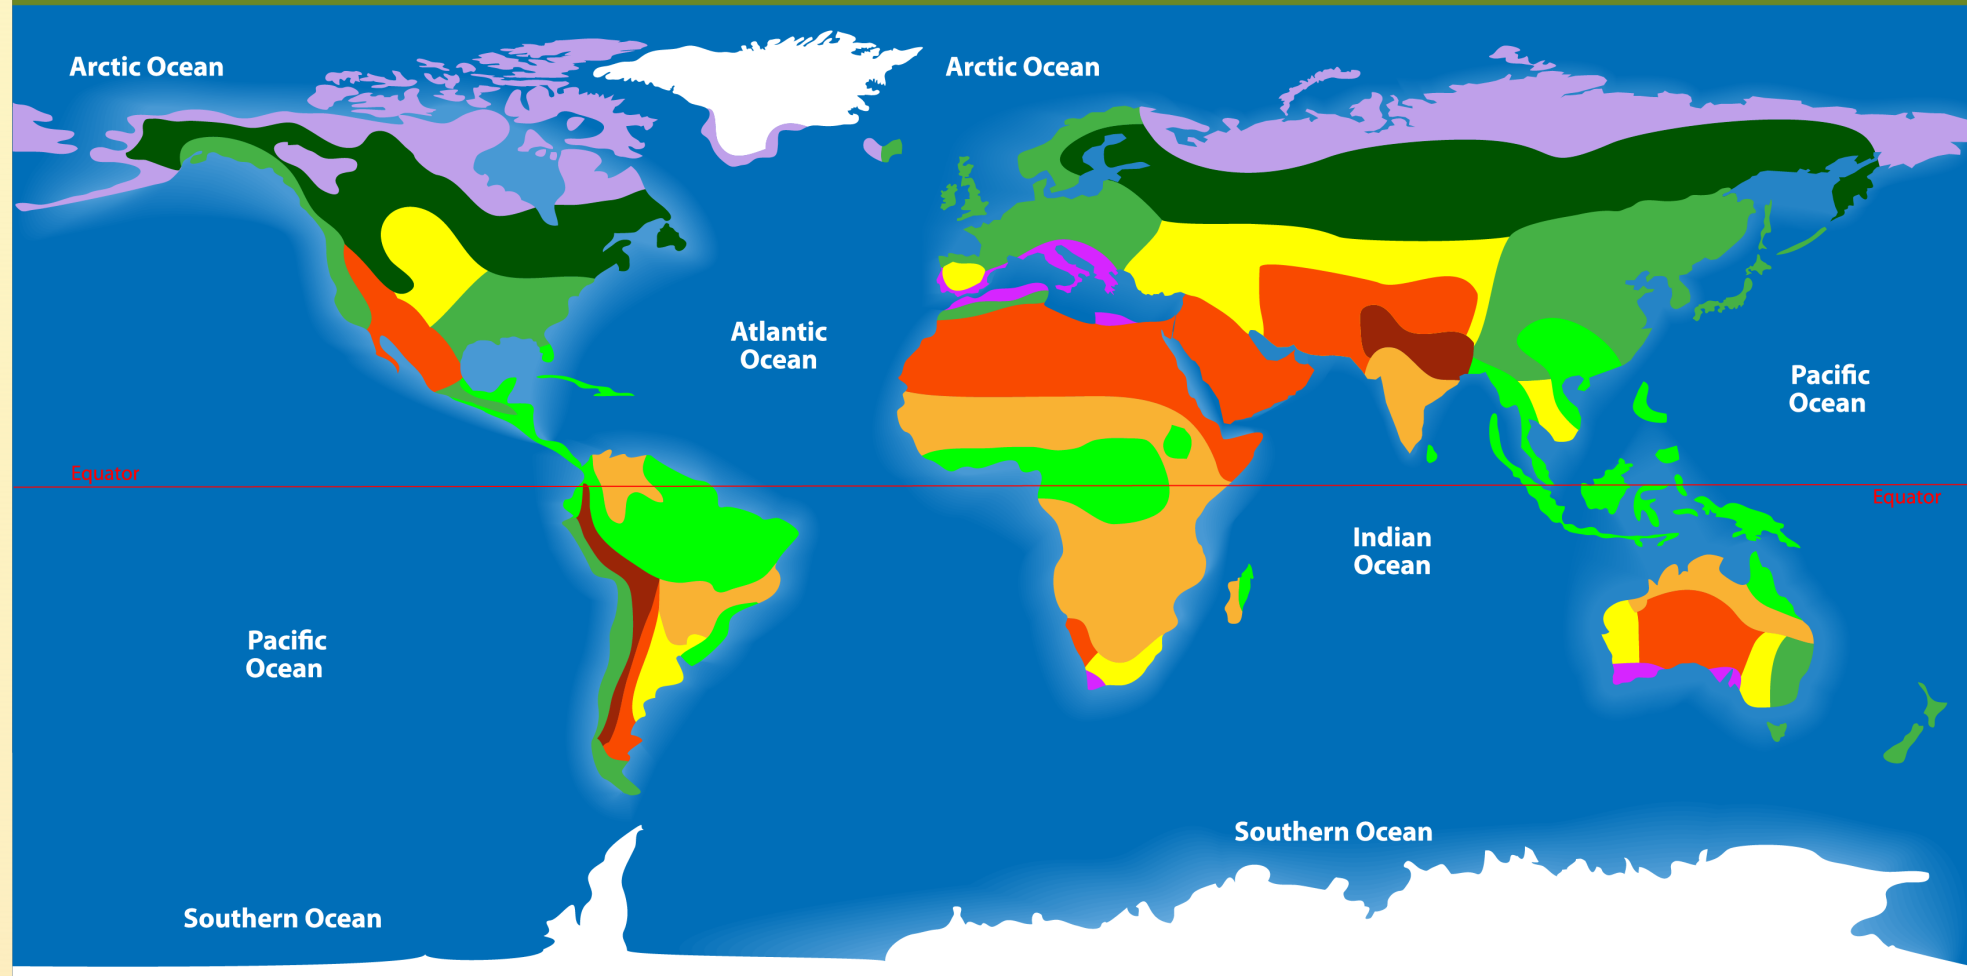 Arctic Ocean
Arctic Ocean
Atlantic
Ocean
Pacific
Ocean
Equator
Equator
Indian
Ocean
Pacific
Ocean
Southern Ocean
Southern Ocean